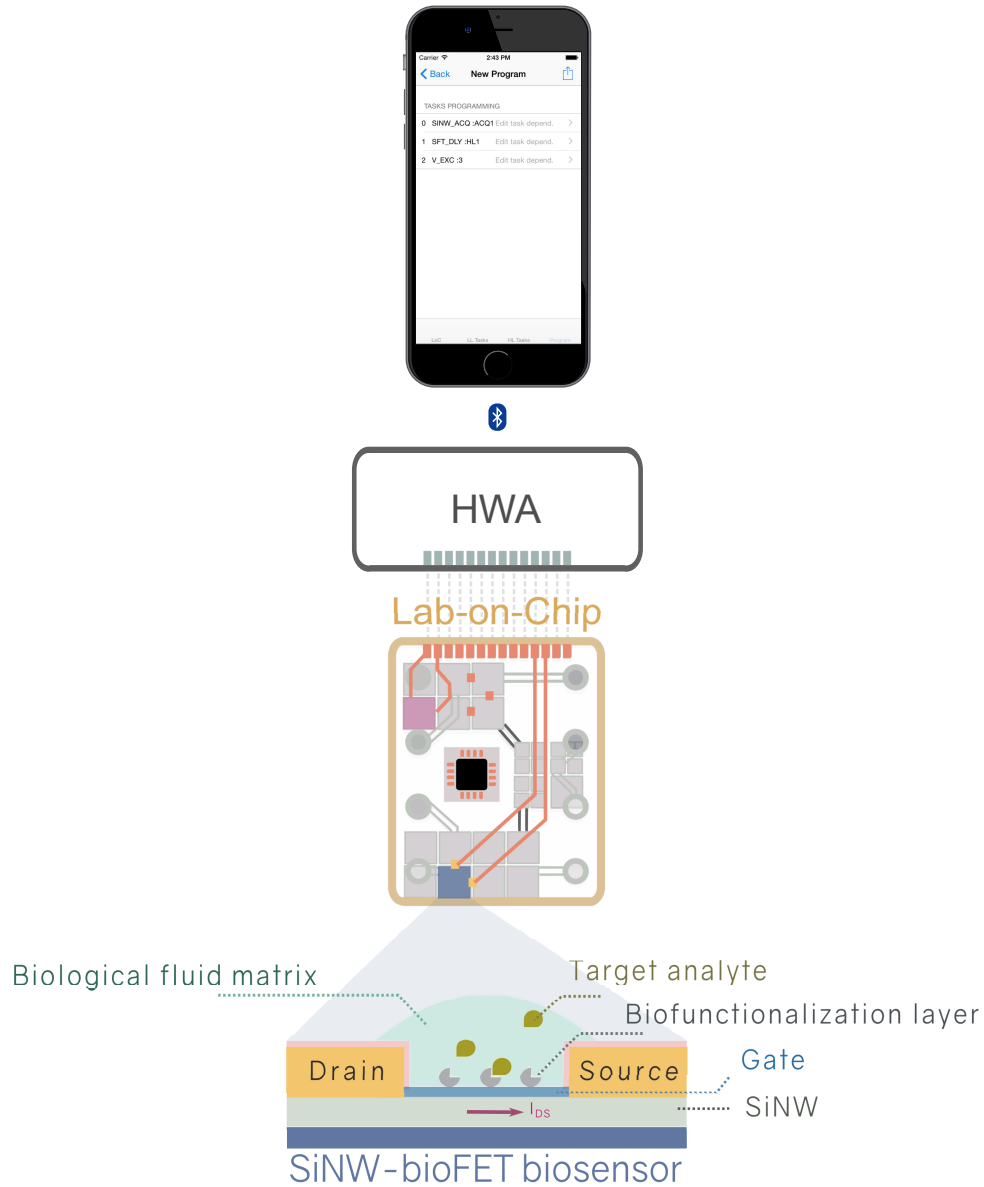 Carrier 2:43 PM
Back New Program
TASKS PROGRAMMING
0 SINW_ACQ :ACQ1 Edit task depend.
1 SFT_DLY :HL1 Edit task depend.
2 V_EXC :3 Edit task depend.
LoC LL Tasks HL Tasks Program
HWA
Lab-on-Chip
Biological fluid matrix
Target analyte
Biofunctionalization layer
Gate
SiNW
Drain
Source
IDS
SiNW-bioFET biosensor